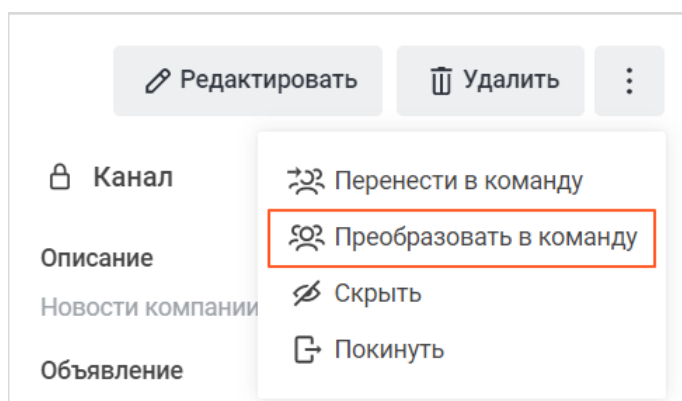 Редактировать
Удалить
Канал
Перенести в команду
Преобразовать в команду
Описание
Скрыть
Новости компании
Покинуть
Объявление